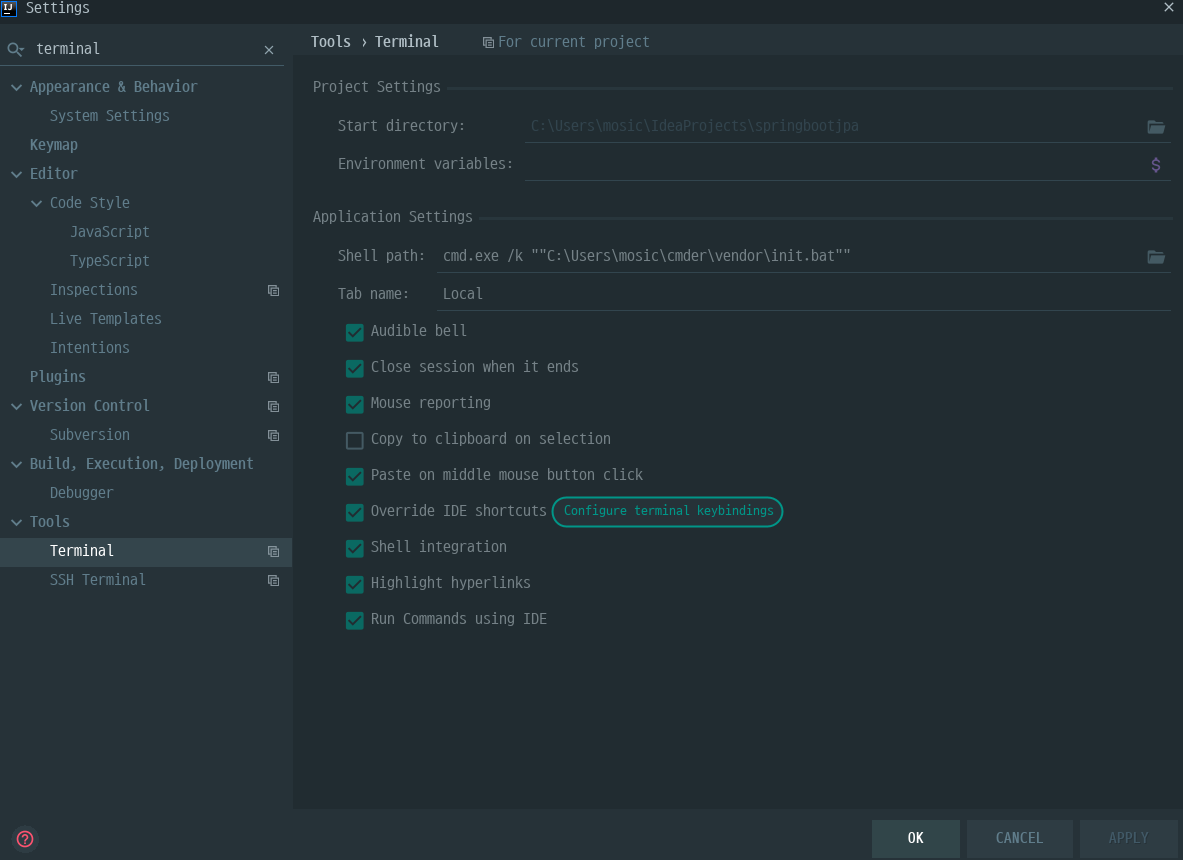 Settings
terminal
Appearance & Behavior
System Settings
Keymap
Editor
Code Style
JavaScript
TypeScript
Inspections
Live Templates
Intentions
Plugins
Version Control
Subversion
Build, Execution, Deployment
Debugger
Tools
Terminal
SSH Terminal
Tools › Terminal For current project
Project Settings
Start directory: C:\Users\mosic\IdeaProjects\springbootjpa
Environment variables: $
Application Settings
Shell path: cmd.exe /k ""C:\Users\mosic\cmder\vendor\init.bat""
Tab name: Local
Audible bell
Close session when it ends
Mouse reporting
Copy to clipboard on selection
Paste on middle mouse button click
Override IDE shortcuts Configure terminal keybindings
Shell integration
Highlight hyperlinks
Run Commands using IDE
? OK CANCEL APPLY